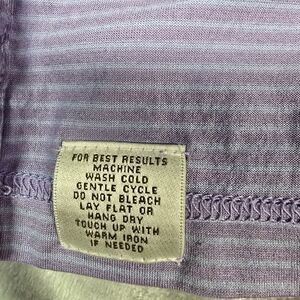 FOR BEST RESULTS
MACHINE
WASH COLD
GENTLE CYCLE
DO NOT BLEACH
LAY FLAT OR
HANG DRY
TOUCH UP WITH
WARM IRON
IF NEEDED